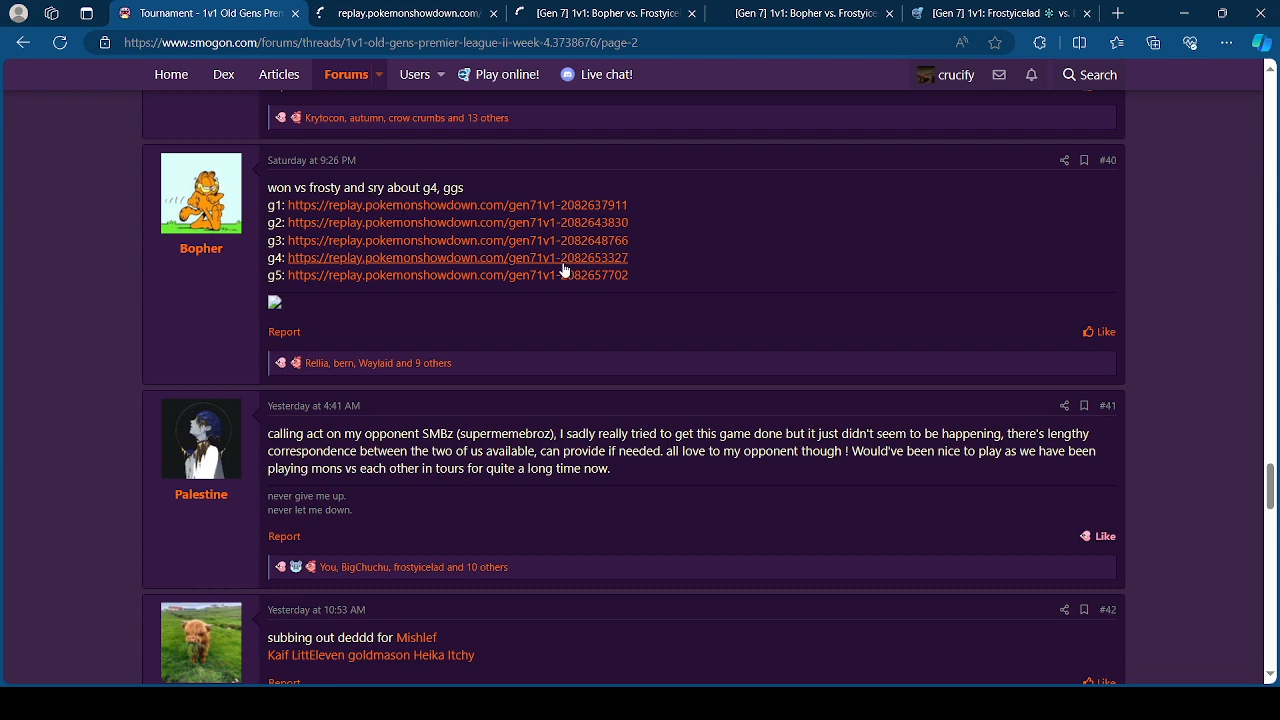 Tournament - 1v1 Old Gens Pren
replay.pokemonshowdown.com/
[Gen 7] 1v1: Bopher vs. Frostyice
[Gen 7] 1v1: Bopher vs. Frostyice
[Gen 7] 1v1: Frostyicelad ❇ vs. B
https://www.smogon.com/forums/threads/1v1-old-gens-premier-league-ii-week-4.3738676/page-2
Home Dex Articles Forums Users Play online! Live chat! crucify Search
Krytocon, autumn, crow crumbs and 13 others
Saturday at 9:26 PM #40
won vs frosty and sry about g4, ggs
g1: https://replay.pokemonshowdown.com/gen71v1-2082637911
g2: https://replay.pokemonshowdown.com/gen71v1-2082643830
Bopher
g3: https://replay.pokemonshowdown.com/gen71v1-2082648766
g4: https://replay.pokemonshowdown.com/gen71v1-2082653327
g5: https://replay.pokemonshowdown.com/gen71v1-2082657702
Report Like
Rellia, bern, Waylaid and 9 others
Yesterday at 4:41 AM #41
calling act on my opponent SMBz (supermemebroz), I sadly really tried to get this game done but it just didn't seem to be happening, there's lengthy
correspondence between the two of us available, can provide if needed. all love to my opponent though ! Would've been nice to play as we have been
playing mons vs each other in tours for quite a long time now.
Palestine
never give me up.
never let me down.
Report Like
You, BigChuchu, frostyicelad and 10 others
Yesterday at 10:53 AM #42
subbing out deddd for Mishlef
Kaif LittEleven goldmason Heika Itchy
Report Like